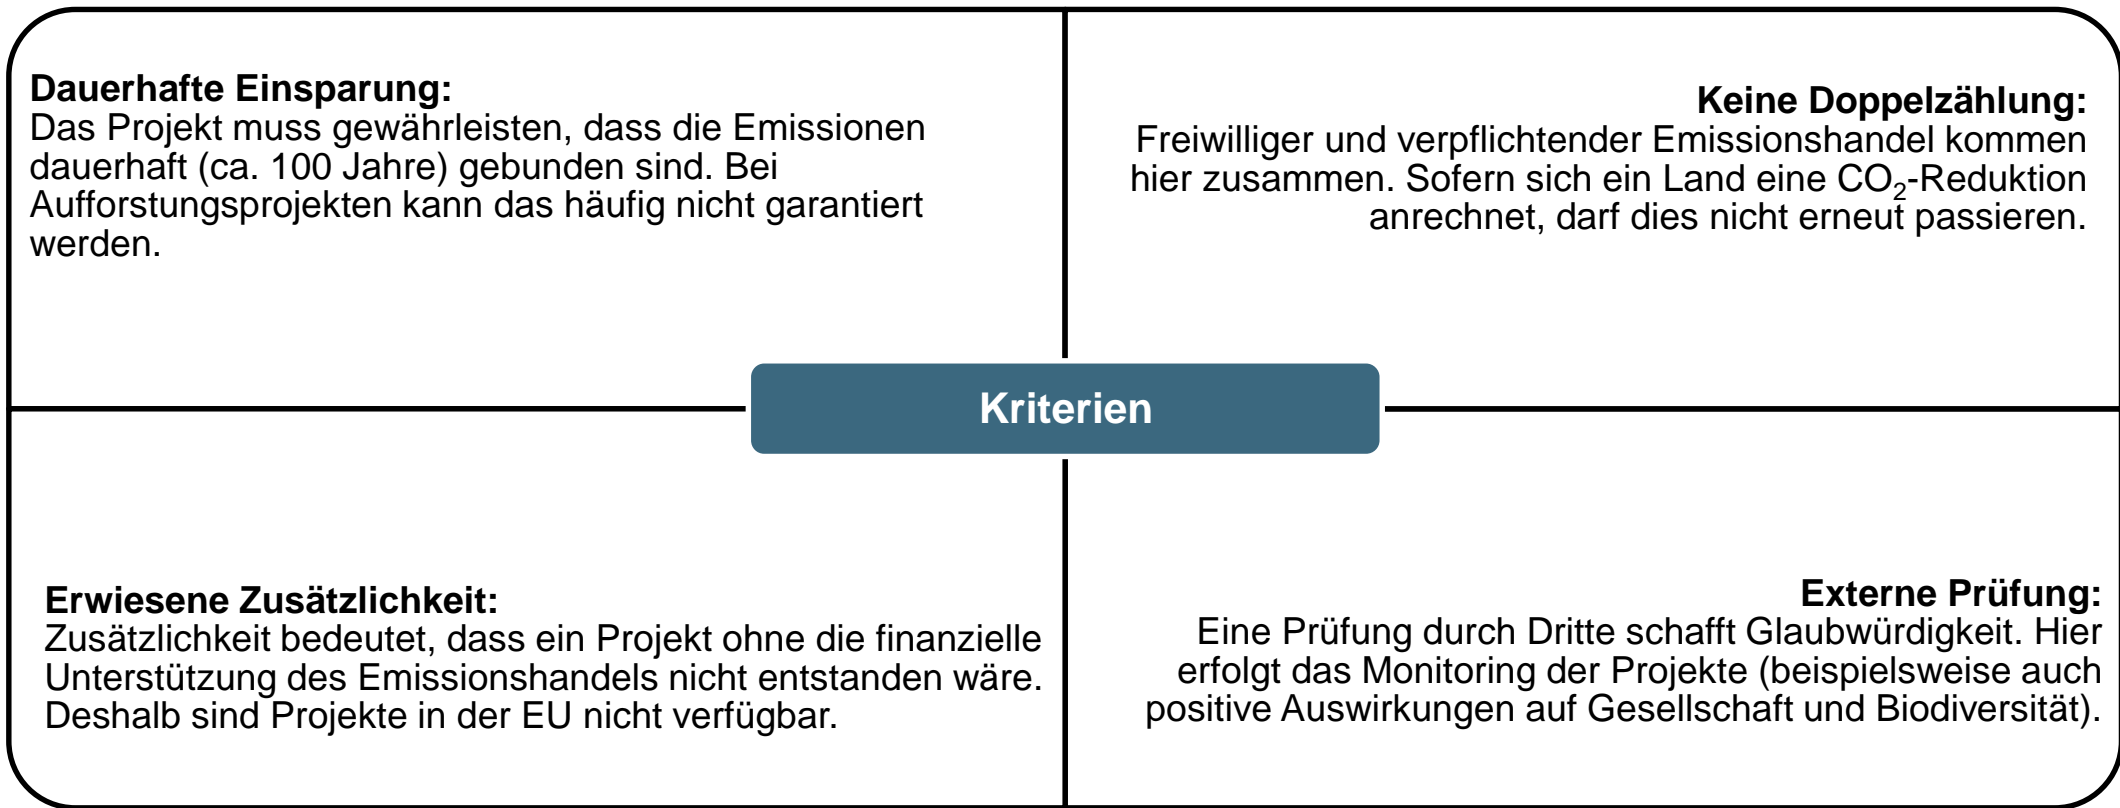 Dauerhafte Einsparung:
Das Projekt muss gewährleisten, dass die Emissionen
dauerhaft (ca. 100 Jahre) gebunden sind. Bei
Aufforstungsprojekten kann das häufig nicht garantiert
werden.
Keine Doppelzählung:
Freiwilliger und verpflichtender Emissionshandel kommen
hier zusammen. Sofern sich ein Land eine CO₂-Reduktion
anrechnet, darf dies nicht erneut passieren.
Kriterien
Erwiesene Zusätzlichkeit:
Zusätzlichkeit bedeutet, dass ein Projekt ohne die finanzielle
Unterstützung des Emissionshandels nicht entstanden wäre.
Deshalb sind Projekte in der EU nicht verfügbar.
Externe Prüfung:
Eine Prüfung durch Dritte schafft Glaubwürdigkeit. Hier
erfolgt das Monitoring der Projekte (beispielsweise auch
positive Auswirkungen auf Gesellschaft und Biodiversität).